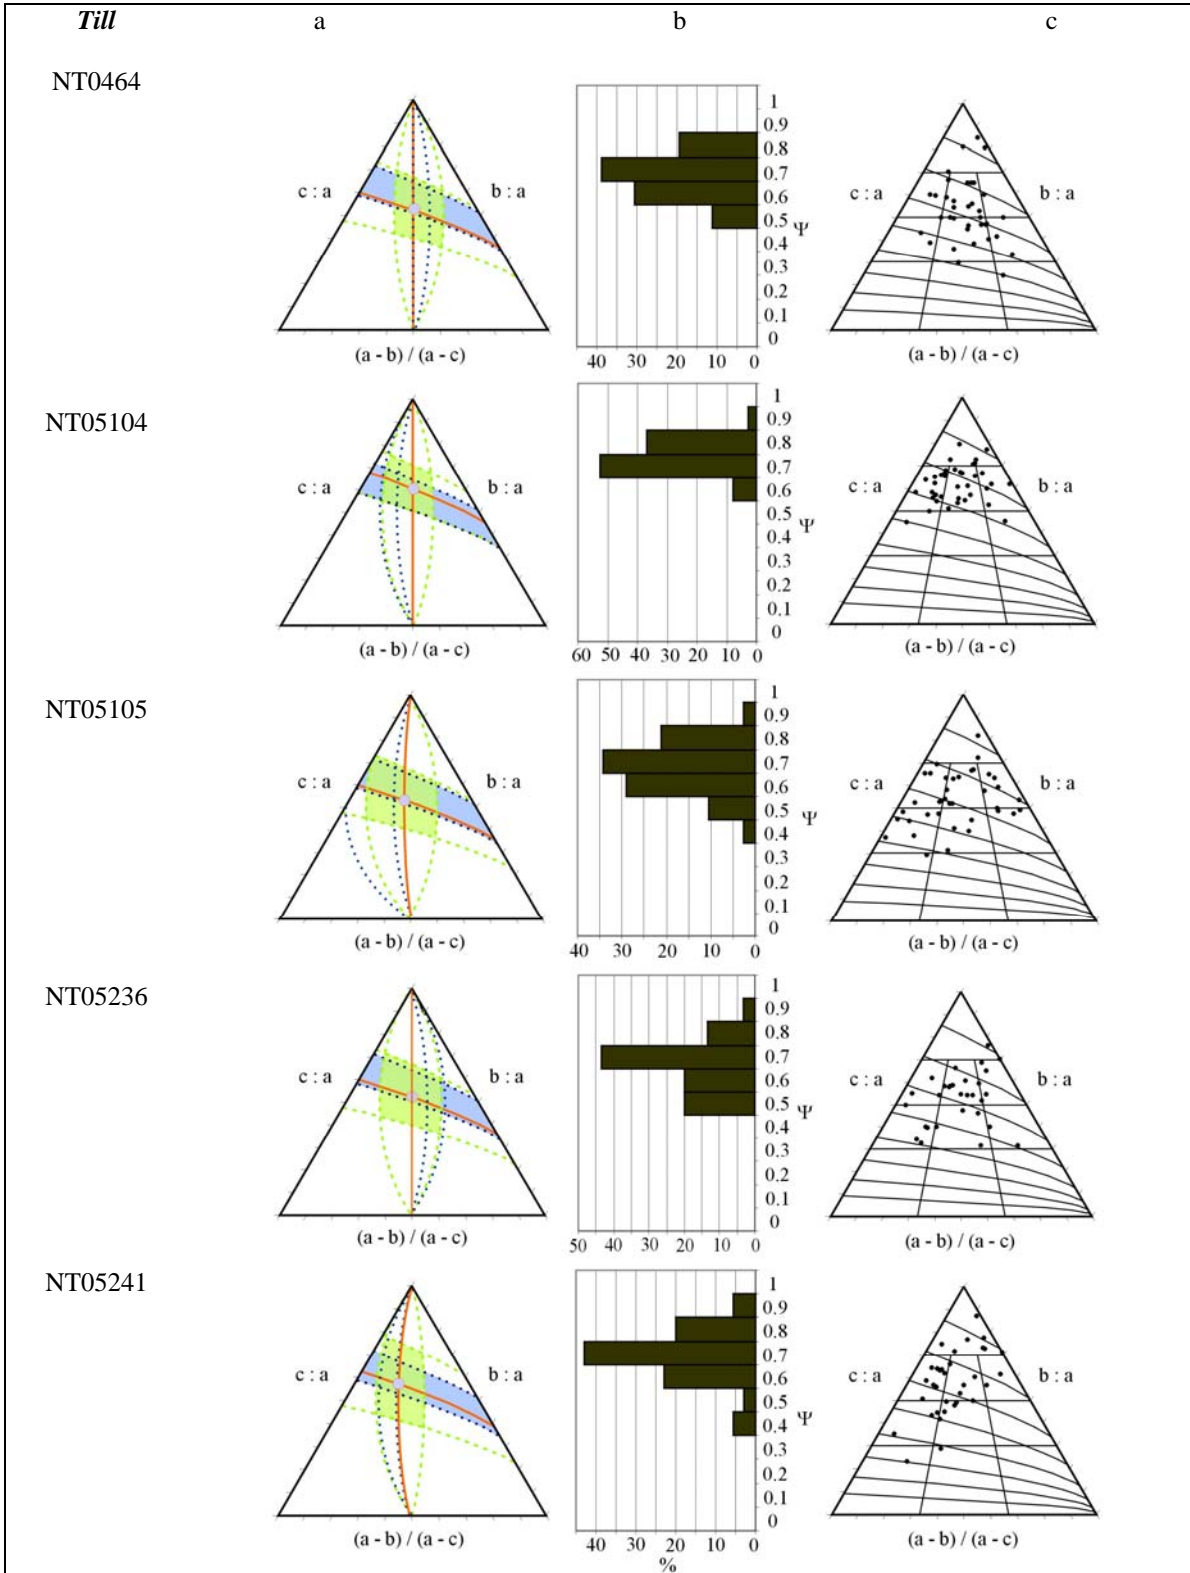 Till a b c
NT0464
c : a
b : a
(a - b) / (a - c)
1
0.9
0.8
0.7
0.6
0.5
0.4
0.3
0.2
0.1
0
Ψ
40 30 20 10 0
c : a
b : a
(a - b) / (a - c)
NT05104
c : a
b : a
(a - b) / (a - c)
1
0.9
0.8
0.7
0.6
0.5
0.4
0.3
0.2
0.1
0
Ψ
60 50 40 30 20 10 0
c : a
b : a
(a - b) / (a - c)
NT05105
c : a
b : a
(a - b) / (a - c)
1
0.9
0.8
0.7
0.6
0.5
0.4
0.3
0.2
0.1
0
Ψ
40 30 20 10 0
c : a
b : a
(a - b) / (a - c)
NT05236
c : a
b : a
(a - b) / (a - c)
1
0.9
0.8
0.7
0.6
0.5
0.4
0.3
0.2
0.1
0
Ψ
50 40 30 20 10 0
c : a
b : a
(a - b) / (a - c)
NT05241
c : a
b : a
(a - b) / (a - c)
1
0.9
0.8
0.7
0.6
0.5
0.4
0.3
0.2
0.1
0
Ψ
40 30 20 10 0
%
c : a
b : a
(a - b) / (a - c)